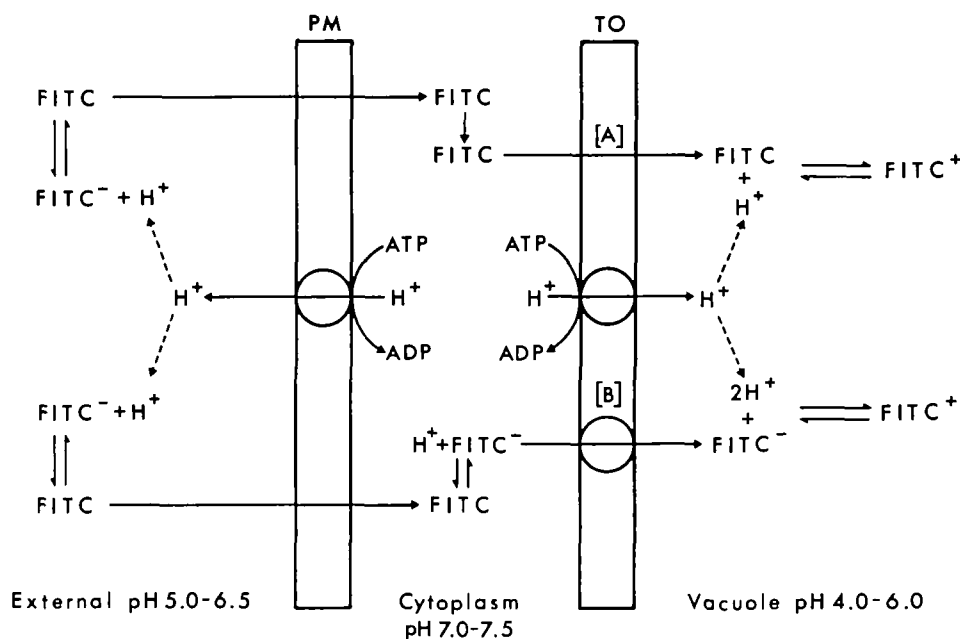 PM TO
FITC FITC
FITC [A] FITC FITC⁺
FITC⁻ + H⁺ +
H⁺
ATP ATP
H⁺ H⁺ H⁺ H⁺
ADP ADP
2H⁺
FITC⁻+H⁺ [B] + FITC⁺
H⁺+FITC⁻ FITC⁻
FITC FITC
External pH 5.0-6.5 Cytoplasm Vacuole pH 4.0-6.0
pH 7.0-7.5